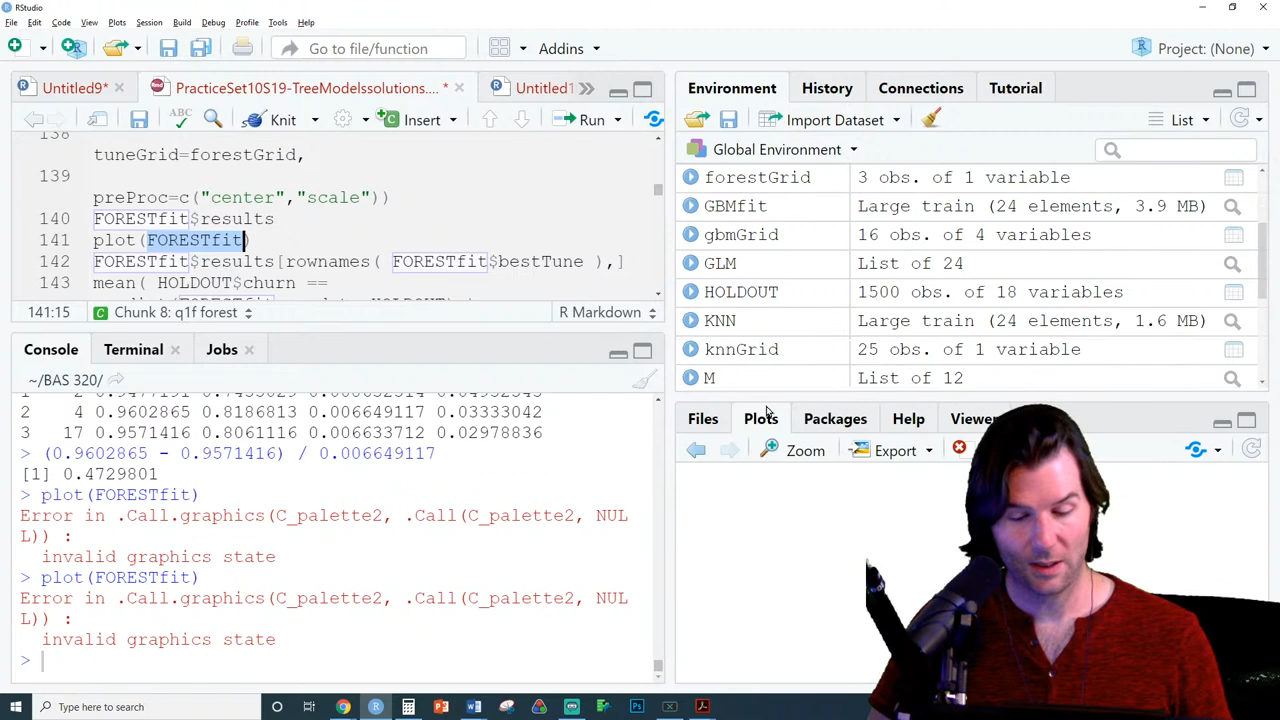 RStudio
File Edit Code View Plots Session Build Debug Profile Tools Help
Go to file/function
Addins
Project: (None)
Untitled9*
PracticeSet10S19-TreeModelssolutions....*
Untitled1
Knit
Insert
Run
138
tuneGrid=forestGrid,
139
preProc=c("center","scale"))
140 FORESTfit$results
141 plot(FORESTfit)
142 FORESTfit$results[rownames( FORESTfit$bestTune ),]
143 mean( HOLDOUT$churn ==
141:15
Chunk 8: q1f forest
R Markdown
Console Terminal Jobs
~/BAS 320/
2 4 0.9602865 0.8186813 0.006649117 0.03333042
3 17 0.9571416 0.8061116 0.006633712 0.02978836
> (0.9602865 - 0.9571416) / 0.006649117
[1] 0.4729801
> plot(FORESTfit)
Error in .Call.graphics(C_palette2, .Call(C_palette2, NUL
L)) :
invalid graphics state
> plot(FORESTfit)
Error in .Call.graphics(C_palette2, .Call(C_palette2, NUL
L)) :
invalid graphics state
>
Environment History Connections Tutorial
Import Dataset
List
Global Environment
forestGrid 3 obs. of 1 variable
GBMfit Large train (24 elements, 3.9 MB)
gbmGrid 16 obs. of 4 variables
GLM List of 24
HOLDOUT 1500 obs. of 18 variables
KNN Large train (24 elements, 1.6 MB)
knnGrid 25 obs. of 1 variable
M List of 12
Files Plots Packages Help Viewer
Zoom
Export
Type here to search